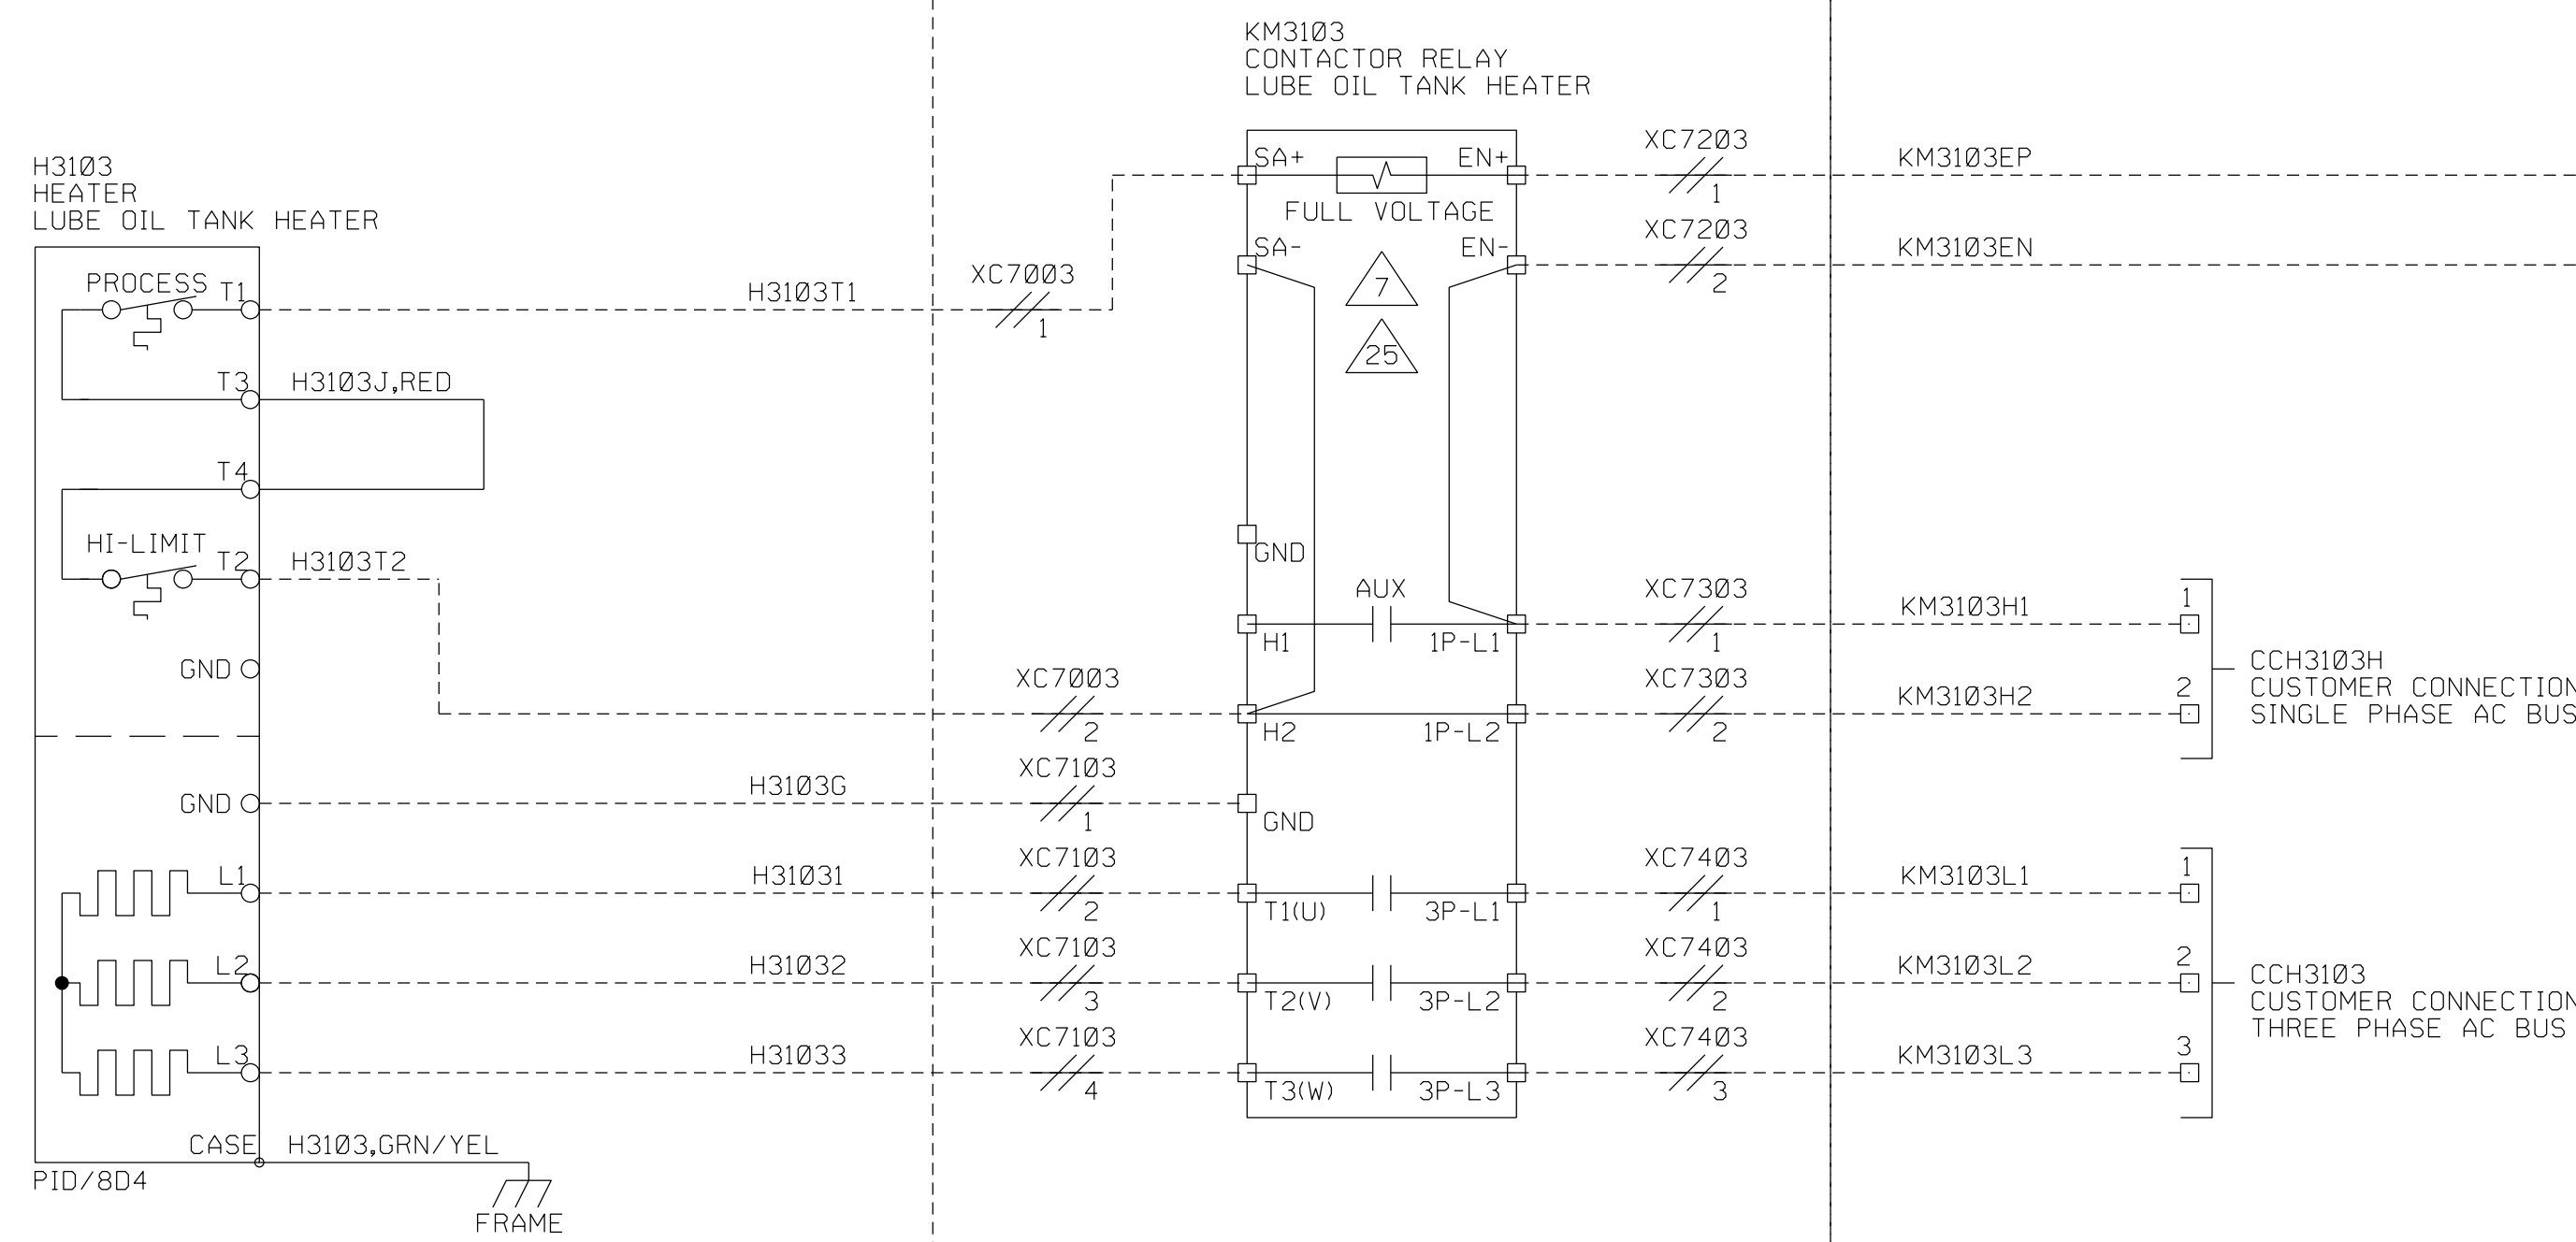 KM3103
CONTACTOR RELAY
LUBE OIL TANK HEATER
H3103
HEATER
LUBE OIL TANK HEATER
PROCESS
T1
H3103T1
XC7003
1
T3
H3103J,RED
T4
HI-LIMIT
T2
H3103T2
GND
XC7003
2
GND
H3103G
XC7103
1
L1
H31031
XC7103
2
L2
H31032
XC7103
3
L3
H31033
XC7103
4
CASE
H3103,GRN/YEL
PID/8D4
FRAME
SA+
EN+
FULL VOLTAGE
SA-
EN-
7
25
GND
AUX
H1
1P-L1
H2
1P-L2
GND
T1(U)
3P-L1
T2(V)
3P-L2
T3(W)
3P-L3
XC7203
1
KM3103EP
XC7203
2
KM3103EN
XC7303
1
KM3103H1
1
XC7303
2
KM3103H2
2
CCH3103H
CUSTOMER CONNECTION
SINGLE PHASE AC BUS
XC7403
1
KM3103L1
1
XC7403
2
KM3103L2
2
XC7403
3
KM3103L3
3
CCH3103
CUSTOMER CONNECTION
THREE PHASE AC BUS